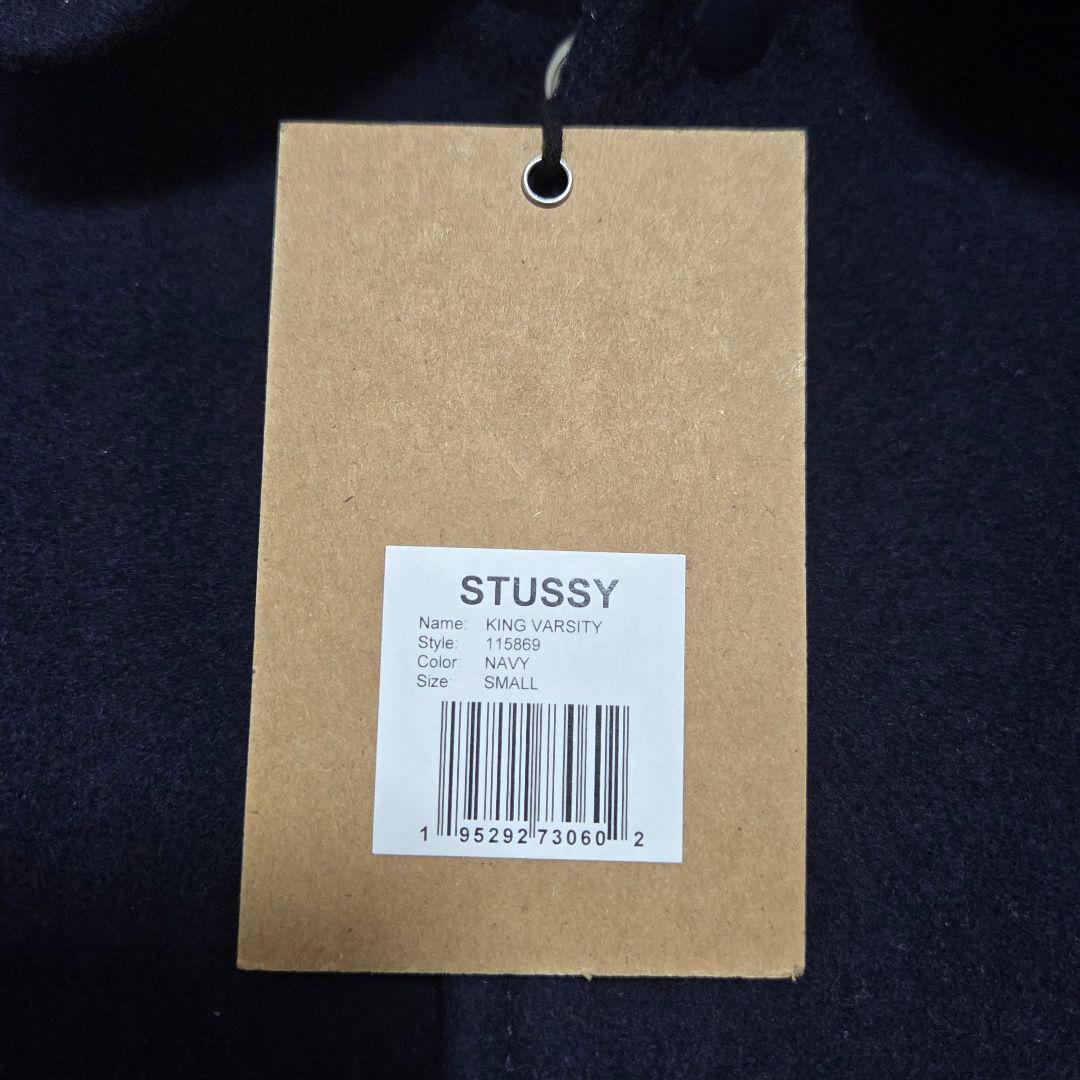 STUSSY
Name: KING VARSITY
Style: 115869
Color: NAVY
Size: SMALL
1 95292 73060 2